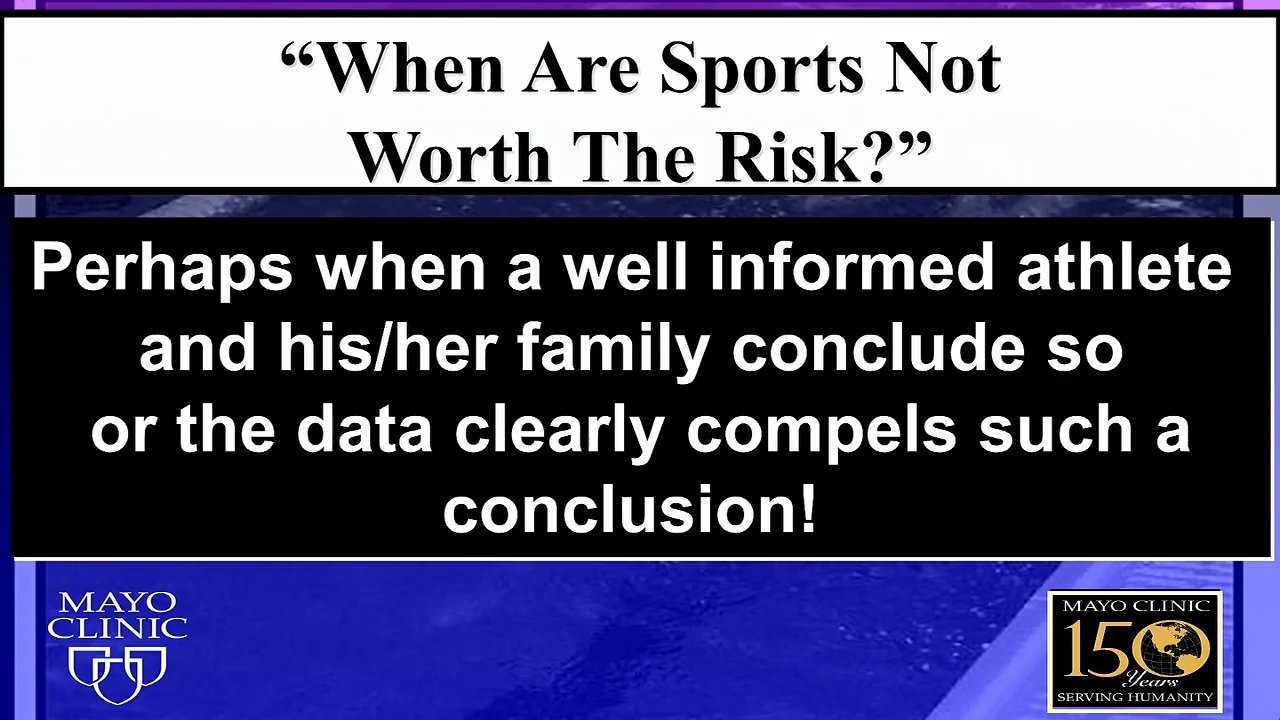 “When Are Sports Not
Worth The Risk?”
Perhaps when a well informed athlete
and his/her family conclude so
or the data clearly compels such a
conclusion!
MAYO
CLINIC
MAYO CLINIC
150
Years
SERVING HUMANITY